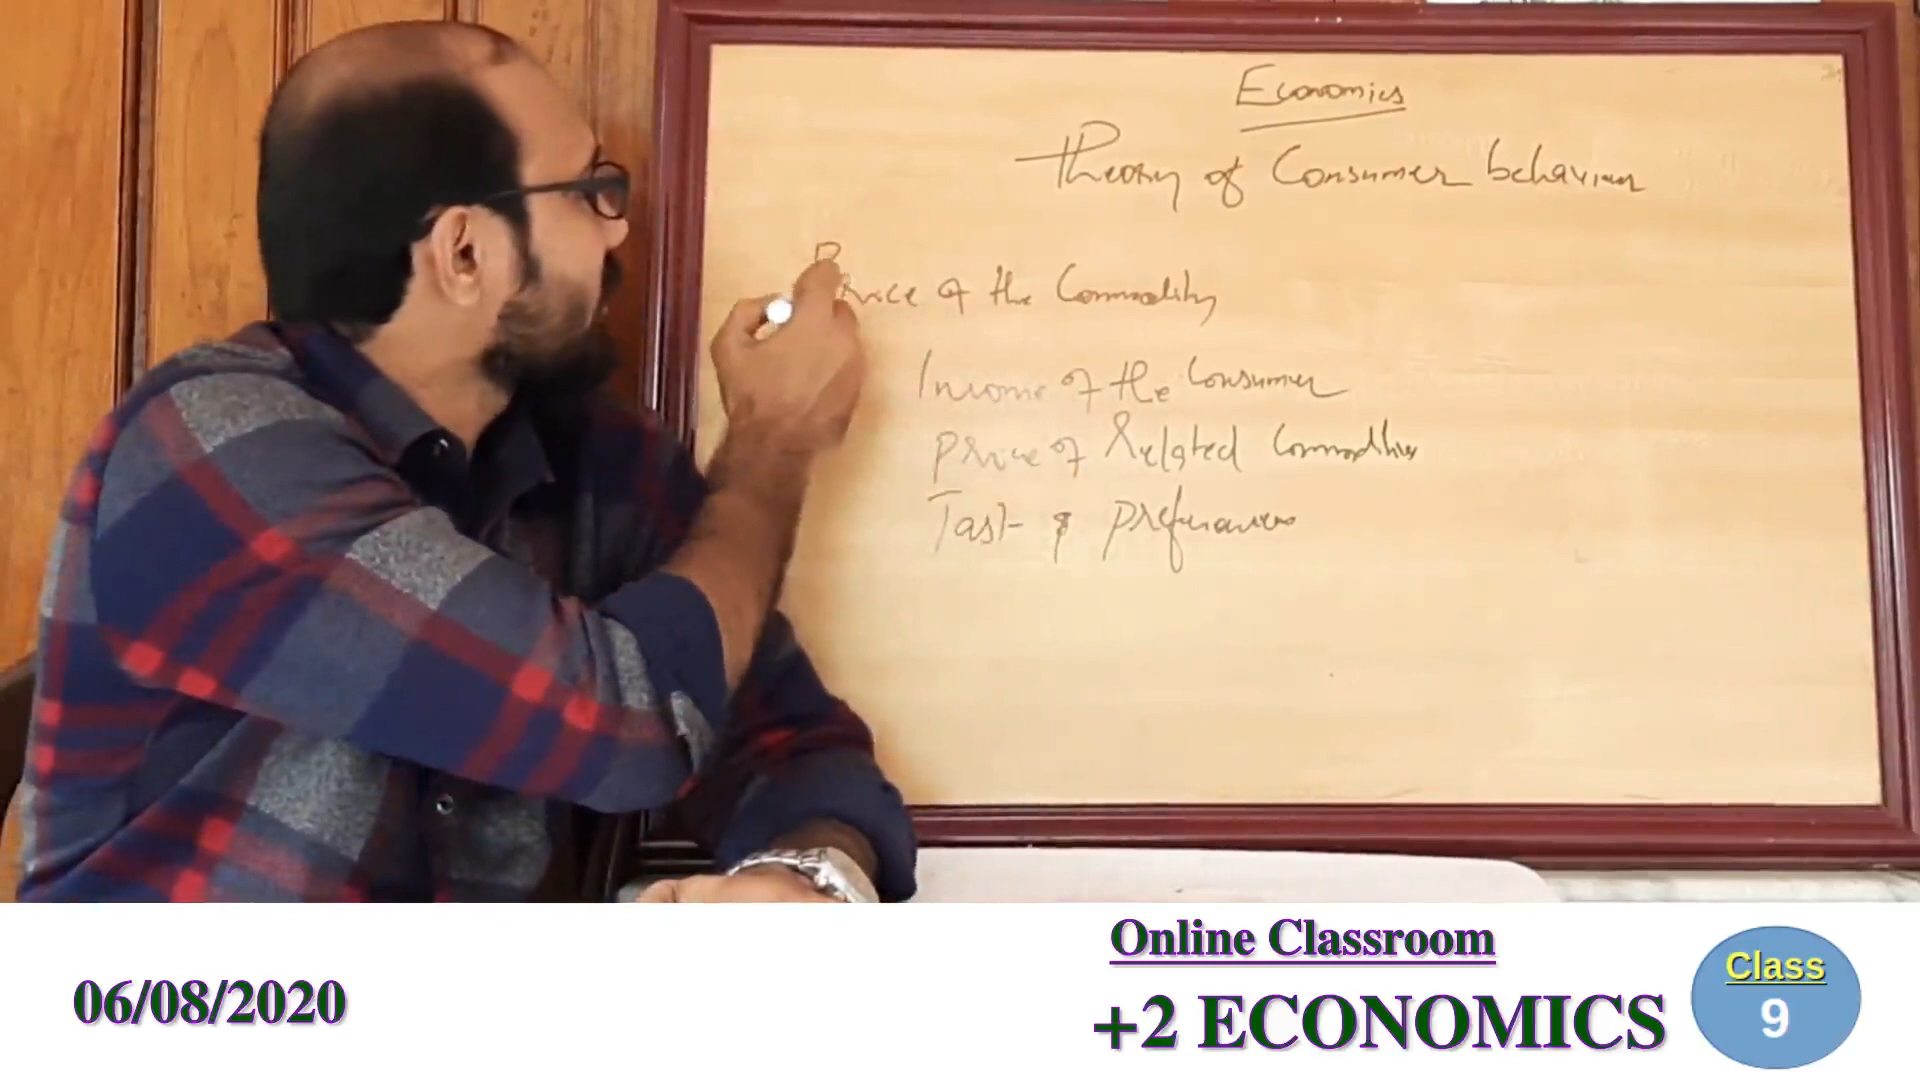 Economics
Theory of Consumer behaviour
Price of the Commodity
Income of the Consumer
Price of Related Commodities
Tast & preferences
06/08/2020
Online Classroom
+2 ECONOMICS
Class
9